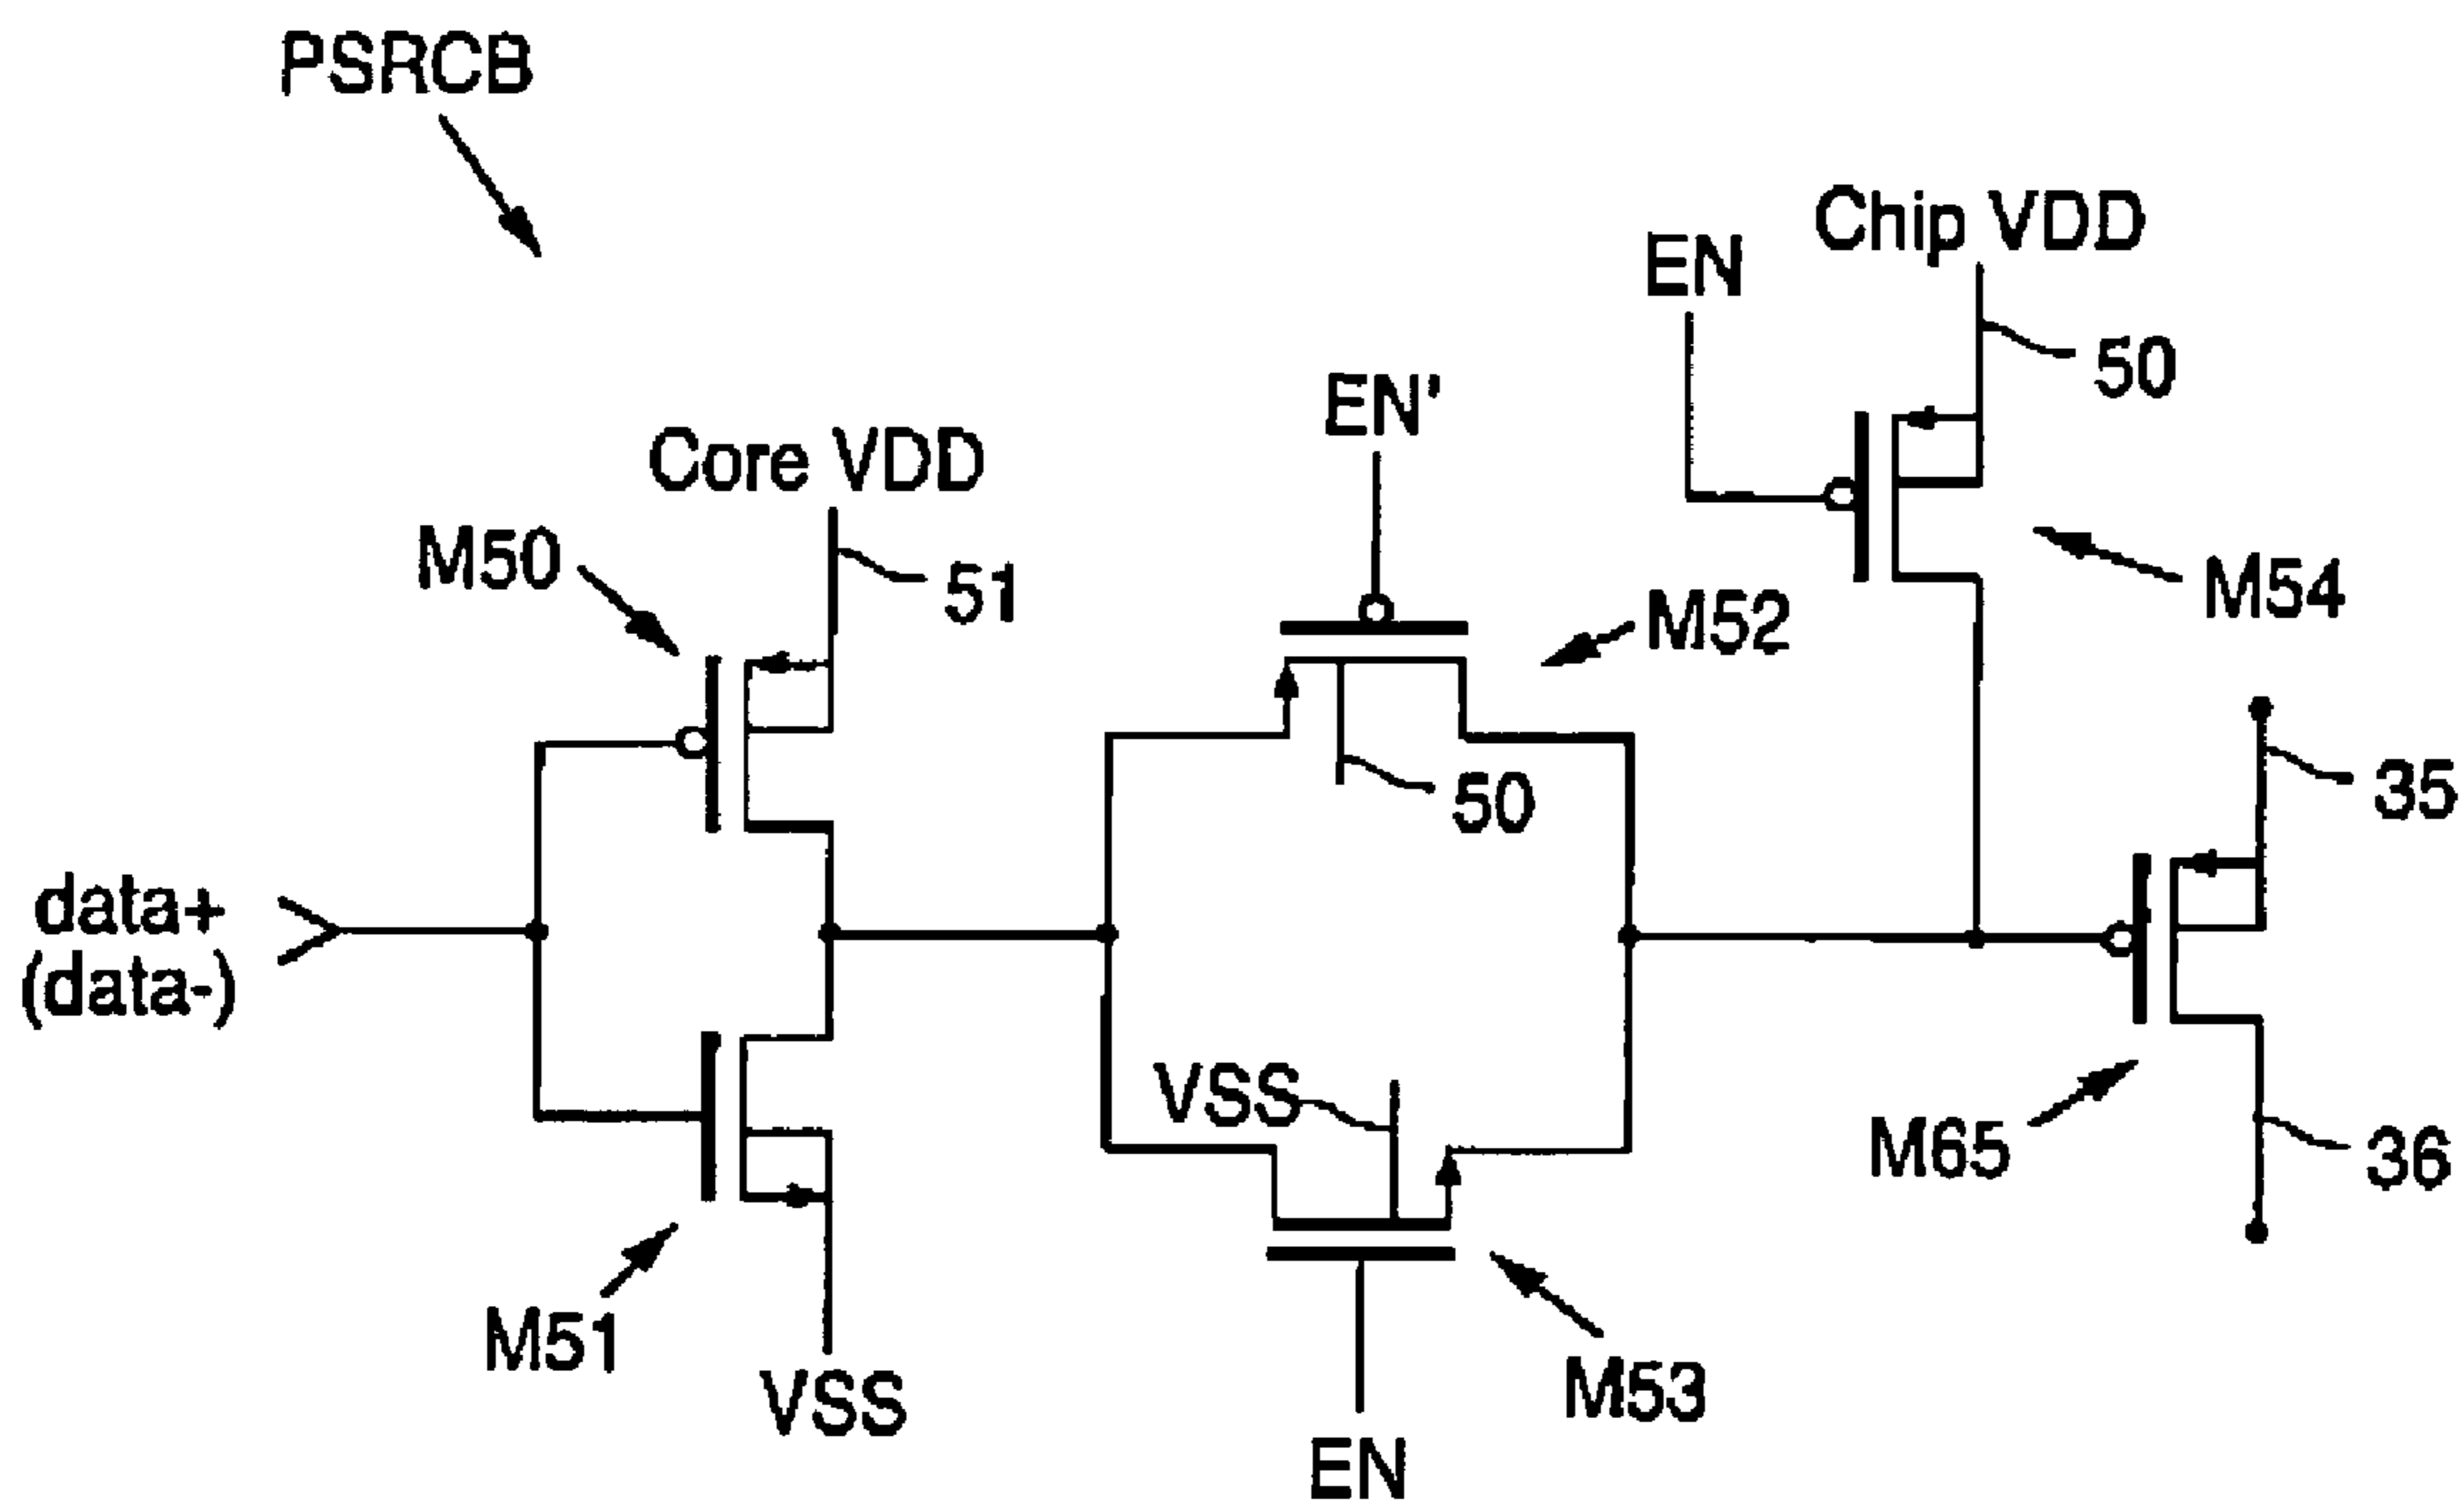 PSRCB
Chip VDD
EN
50
EN'
Core VDD
M50
51
M52
M54
50
35
data+
(data-)
VSS
M65
36
M51
VSS
M53
EN